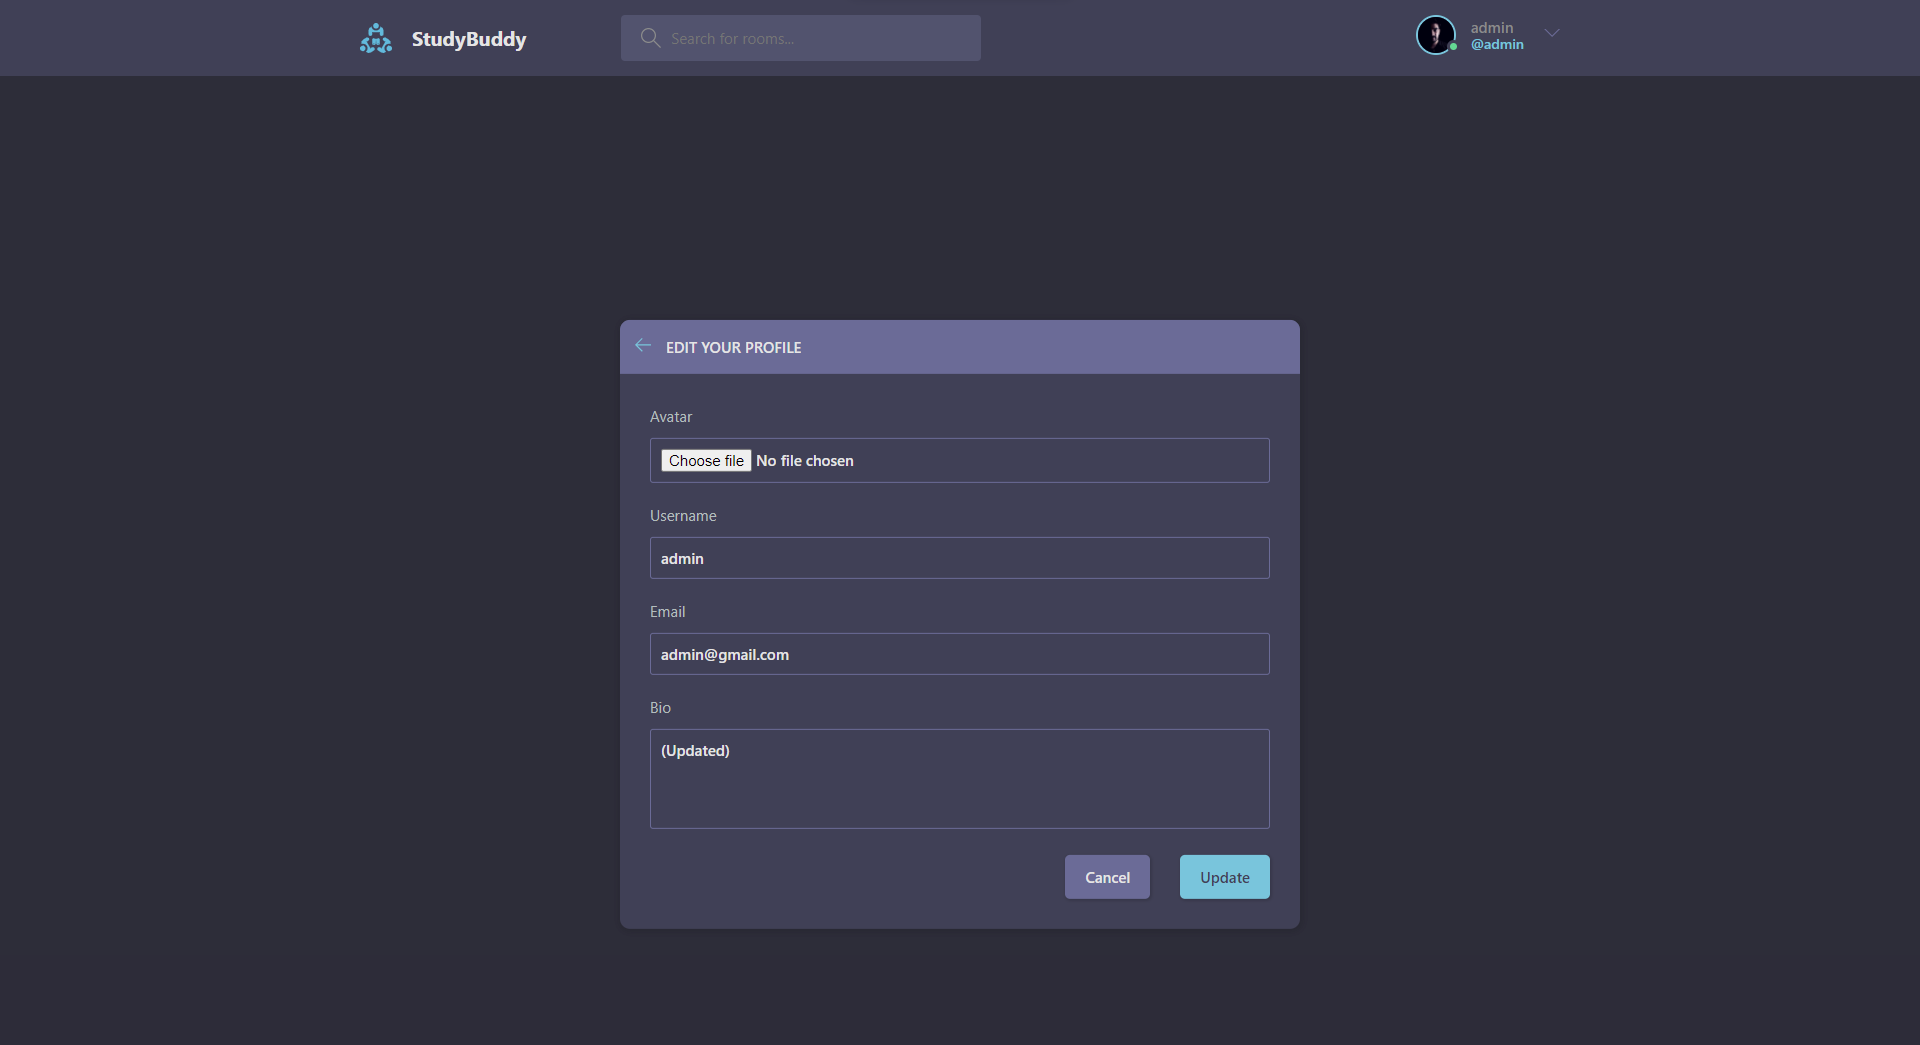 StudyBuddy
Search for rooms...
admin
@admin
EDIT YOUR PROFILE
Avatar
Choose file No file chosen
Username
admin
Email
admin@gmail.com
Bio
(Updated)
Cancel
Update